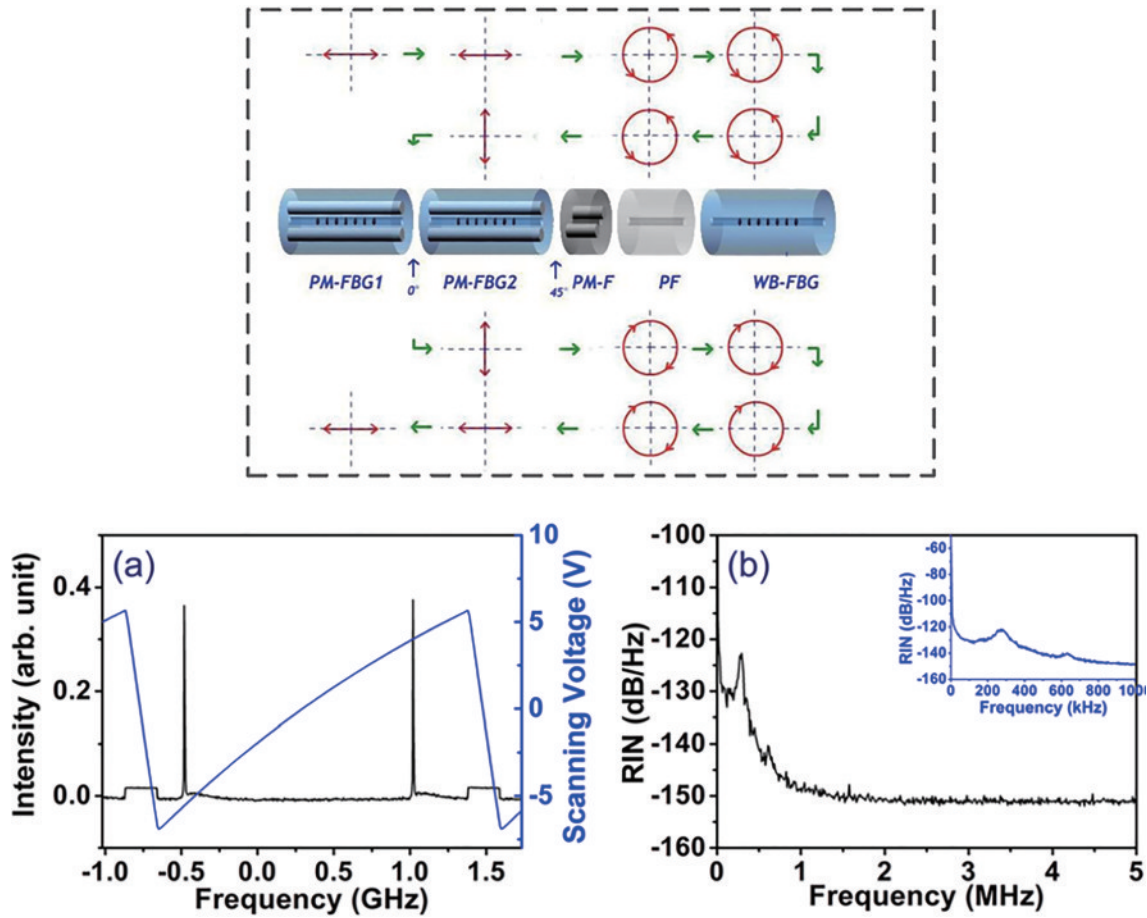 PM-FBG1 0° PM-FBG2 45° PM-F PF WB-FBG
(a)
Intensity (arb. unit)
0.4
0.2
0.0
-1.0 -0.5 0.0 0.5 1.0 1.5
Frequency (GHz)
10
5
0
-5
Scanning Voltage (V)
(b)
RIN (dB/Hz)
-100
-110
-120
-130
-140
-150
-160
0 1 2 3 4 5
Frequency (MHz)
RIN (dB/Hz)
-60
-80
-100
-120
-140
-160
0 200 400 600 800 1000
Frequency (kHz)